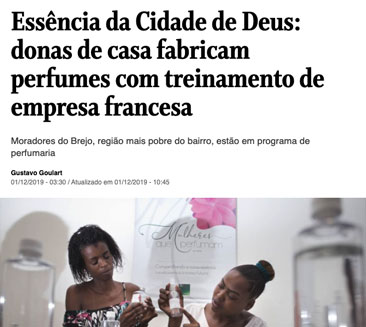 Essência da Cidade de Deus:
donas de casa fabricam
perfumes com treinamento de
empresa francesa
Moradores do Brejo, região mais pobre do bairro, estão em programa de
perfumaria
Gustavo Goulart
01/12/2019 - 03:30 / Atualizado em 01/12/2019 - 10:45
Mulheres
que perfumam